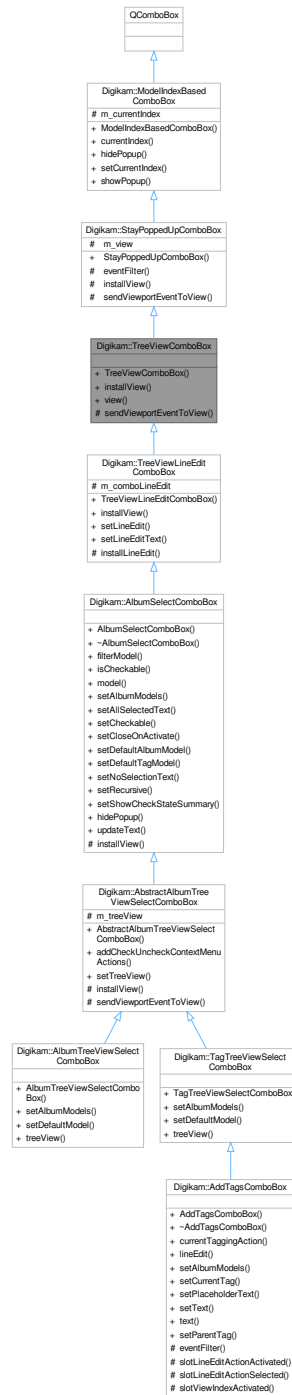 QComboBox
Digikam::ModelIndexBased
ComboBox
# m_currentIndex
+ ModelIndexBasedComboBox()
+ currentIndex()
+ hidePopup()
+ setCurrentIndex()
+ showPopup()
Digikam::StayPoppedUpComboBox
# m_view
+ StayPoppedUpComboBox()
# eventFilter()
# installView()
# sendViewportEventToView()
Digikam::TreeViewComboBox
+ TreeViewComboBox()
+ installView()
+ view()
# sendViewportEventToView()
Digikam::TreeViewLineEdit
ComboBox
# m_comboLineEdit
+ TreeViewLineEditComboBox()
+ installView()
+ setLineEdit()
+ setLineEditText()
# installLineEdit()
Digikam::AlbumSelectComboBox
+ AlbumSelectComboBox()
+ ~AlbumSelectComboBox()
+ filterModel()
+ isCheckable()
+ model()
+ setAlbumModels()
+ setAllSelectedText()
+ setCheckable()
+ setCloseOnActivate()
+ setDefaultAlbumModel()
+ setDefaultTagModel()
+ setNoSelectionText()
+ setRecursive()
+ setShowCheckStateSummary()
+ hidePopup()
+ updateText()
# installView()
Digikam::AbstractAlbumTree
ViewSelectComboBox
# m_treeView
+ AbstractAlbumTreeViewSelect
ComboBox()
+ addCheckUncheckContextMenu
Actions()
+ setTreeView()
# installView()
# sendViewportEventToView()
Digikam::AlbumTreeViewSelect
ComboBox
+ AlbumTreeViewSelectCombo
Box()
+ setAlbumModels()
+ setDefaultModel()
+ treeView()
Digikam::TagTreeViewSelect
ComboBox
+ TagTreeViewSelectComboBox()
+ setAlbumModels()
+ setDefaultModel()
+ treeView()
Digikam::AddTagsComboBox
+ AddTagsComboBox()
+ ~AddTagsComboBox()
+ currentTaggingAction()
+ lineEdit()
+ setAlbumModels()
+ setCurrentTag()
+ setPlaceholderText()
+ setText()
+ text()
+ setParentTag()
# eventFilter()
# slotLineEditActionActivated()
# slotLineEditActionSelected()
# slotViewIndexActivated()